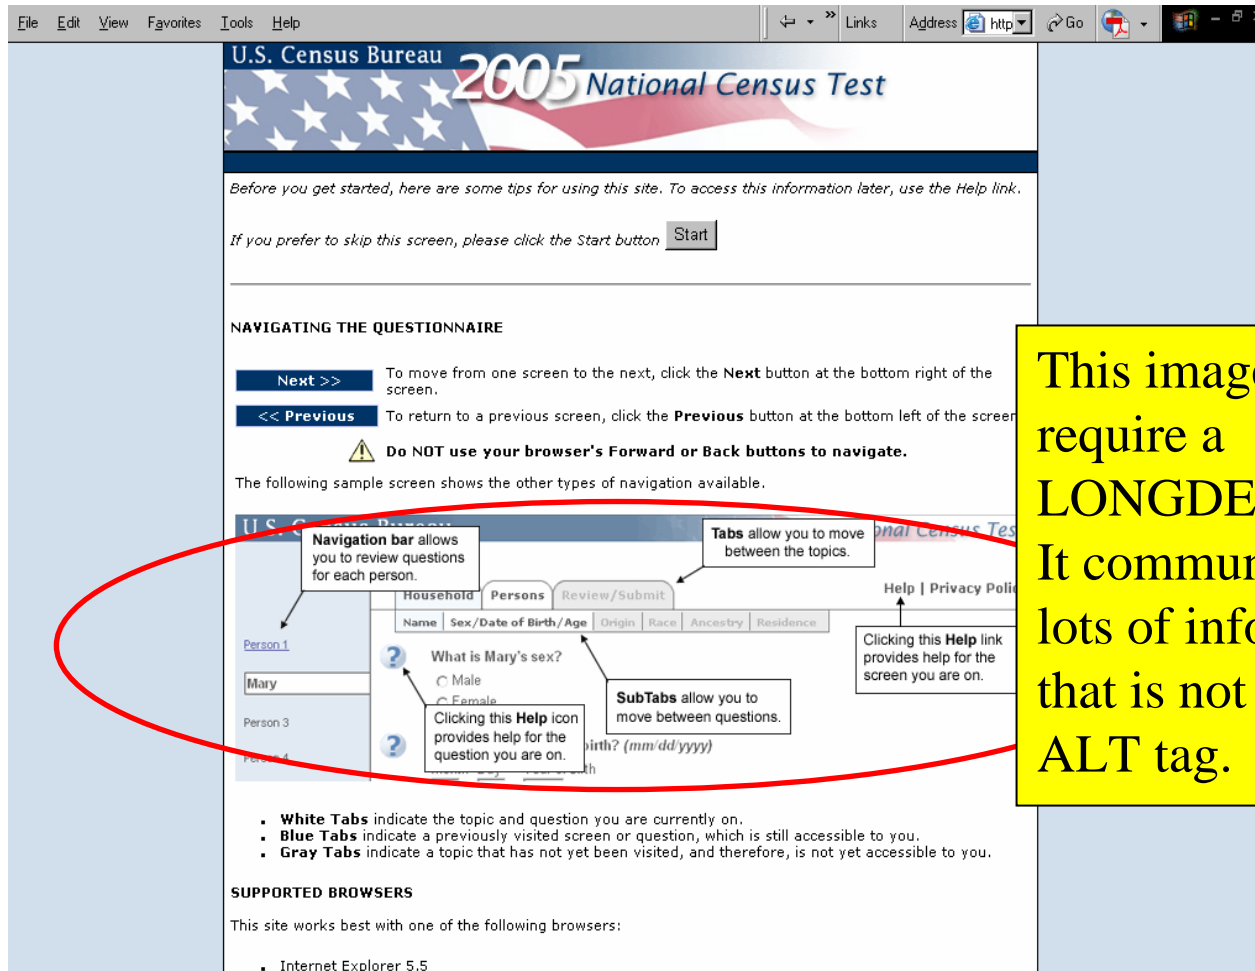 File Edit View Favorites Tools Help Links Address http Go
U.S. Census Bureau
2005 National Census Test
Before you get started, here are some tips for using this site. To access this information later, use the Help link.
If you prefer to skip this screen, please click the Start button Start
NAVIGATING THE QUESTIONNAIRE
Next >> To move from one screen to the next, click the Next button at the bottom right of the
screen.
<< Previous To return to a previous screen, click the Previous button at the bottom left of the screen
Do NOT use your browser's Forward or Back buttons to navigate.
The following sample screen shows the other types of navigation available.
U.S. Census Bureau
Census Tes
Navigation bar allows
you to review questions
for each person.
Tabs allow you to move
between the topics.
Household Persons Review/Submit
Help | Privacy Polic
Name Sex/Date of Birth/Age Origin Race Ancestry Residence
Person 1
Mary
Person 3
What is Mary's sex?
Male
Female
Clicking this Help link
provides help for the
screen you are on.
SubTabs allow you to
move between questions.
Clicking this Help icon
provides help for the
question you are on.
(mm/dd/yyyy)
This image
require a
LONGDE
It commun
lots of info
that is not
ALT tag.
White Tabs indicate the topic and question you are currently on.
Blue Tabs indicate a previously visited screen or question, which is still accessible to you.
Gray Tabs indicate a topic that has not yet been visited, and therefore, is not yet accessible to you.
SUPPORTED BROWSERS
This site works best with one of the following browsers:
Internet Explorer 5.5